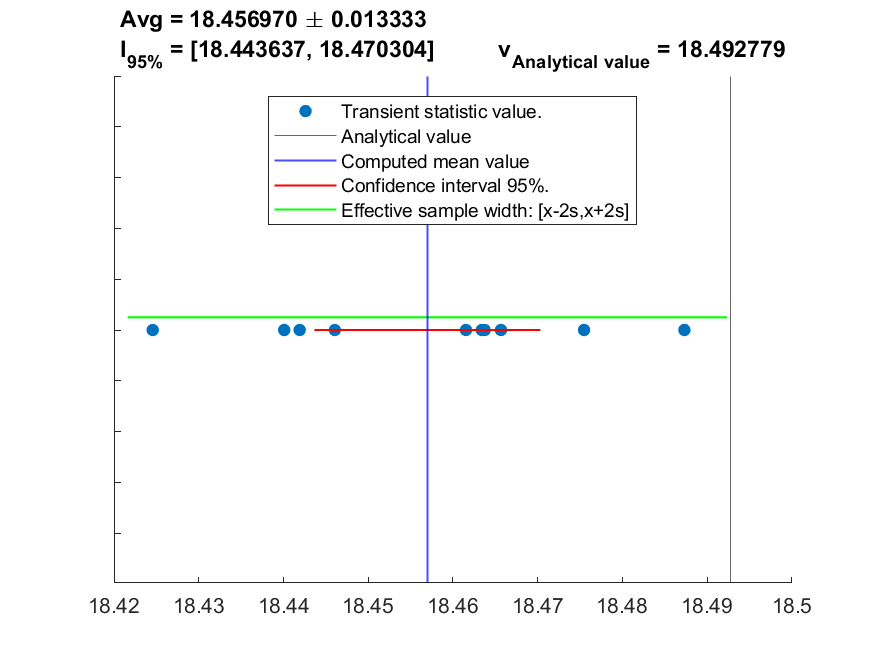 Avg = 18.456970 ± 0.013333
I95% = [18.443637, 18.470304] vAnalytical value = 18.492779
Transient statistic value.
Analytical value
Computed mean value
Confidence interval 95%.
Effective sample width: [x-2s,x+2s]
18.42 18.43 18.44 18.45 18.46 18.47 18.48 18.49 18.5